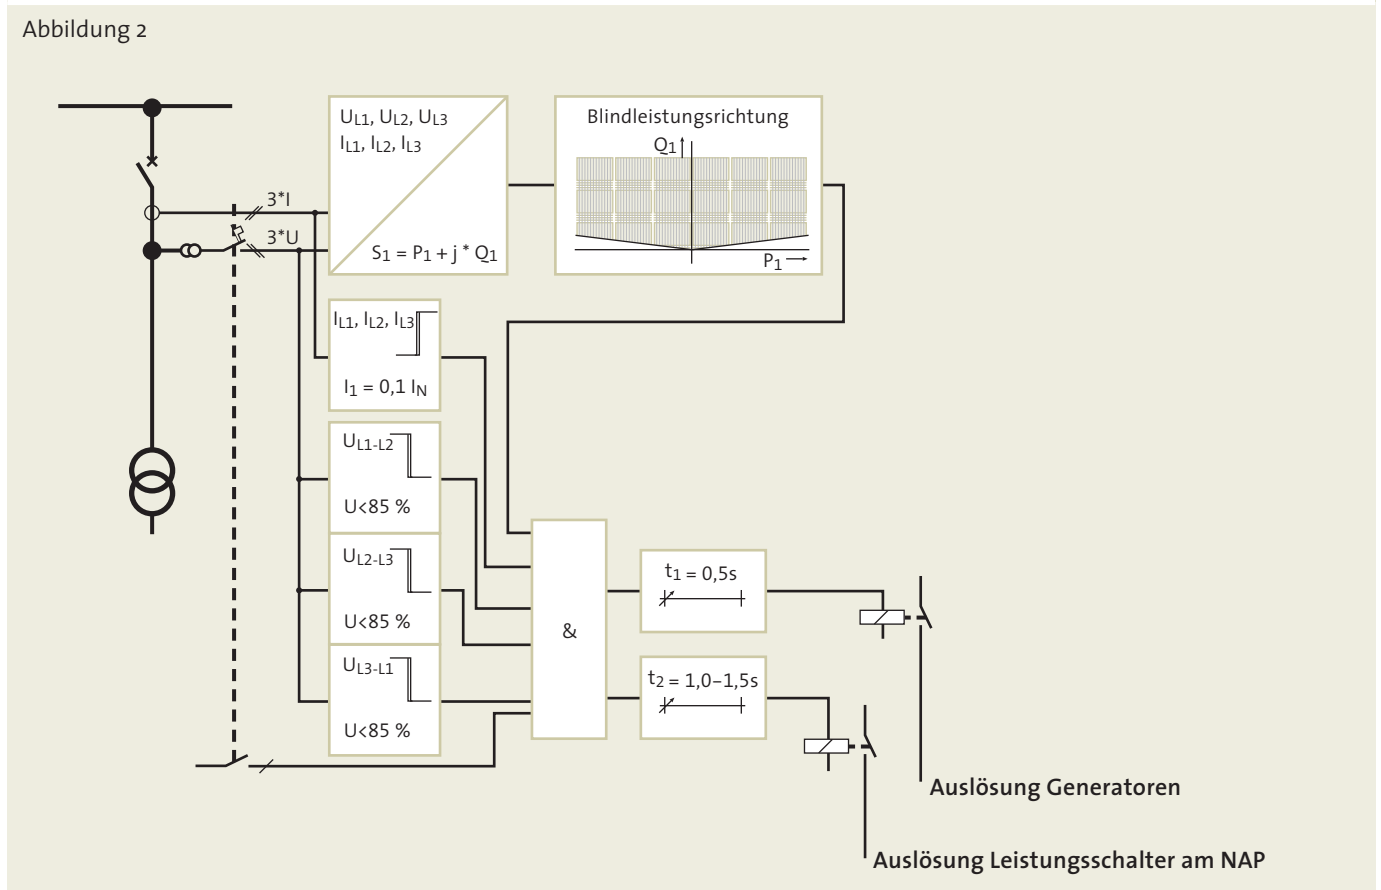 Abbildung 2
UL1, UL2, UL3
IL1, IL2, IL3
S1 = P1 + j * Q1
Blindleistungsrichtung
Q1
P1
3*I
3*U
IL1, IL2, IL3
I1 = 0,1 IN
UL1-L2
U<85 %
UL2-L3
U<85 %
UL3-L1
U<85 %
&
t1 = 0,5s
t2 = 1,0–1,5s
Auslösung Generatoren
Auslösung Leistungsschalter am NAP